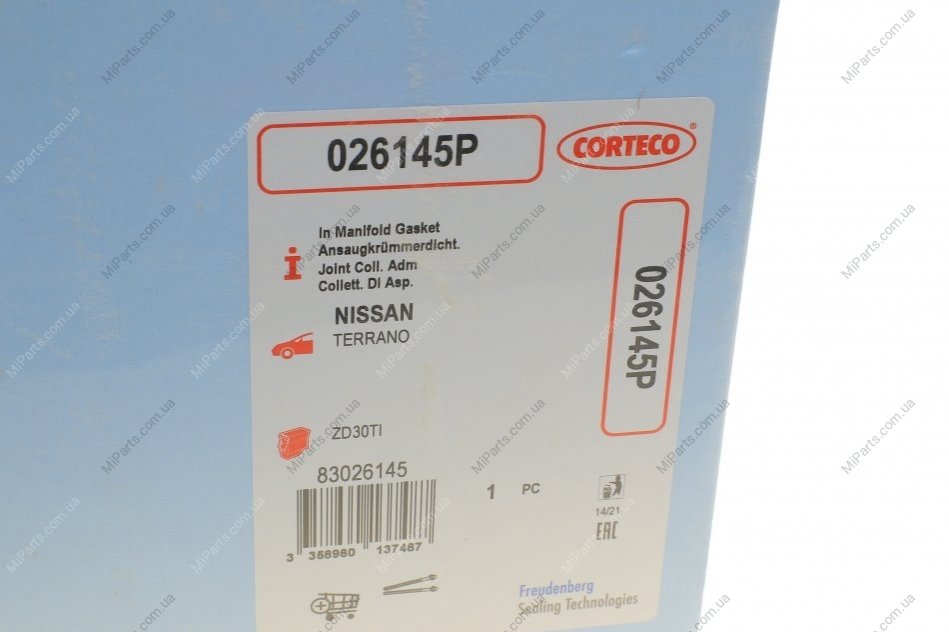 026145P
CORTECO®
In Manifold Gasket
Ansaugkrümmerdicht.
Joint Coll. Adm
Collett. DI Asp.
NISSAN
TERRANO
026145P
ZD30TI
83026145
1 PC
14/21
EAC
3 358960 137467
Freudenberg
Sealing Technologies
MiParts.com.ua